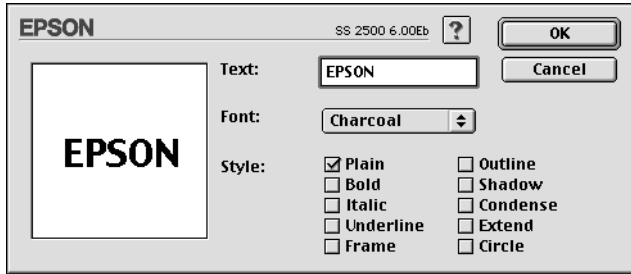 EPSON
SS 2500 6.00Eb
?
OK
Text:
EPSON
Cancel
Font:
Charcoal
EPSON
Style:
Plain
Outline
Bold
Shadow
Italic
Condense
Underline
Extend
Frame
Circle